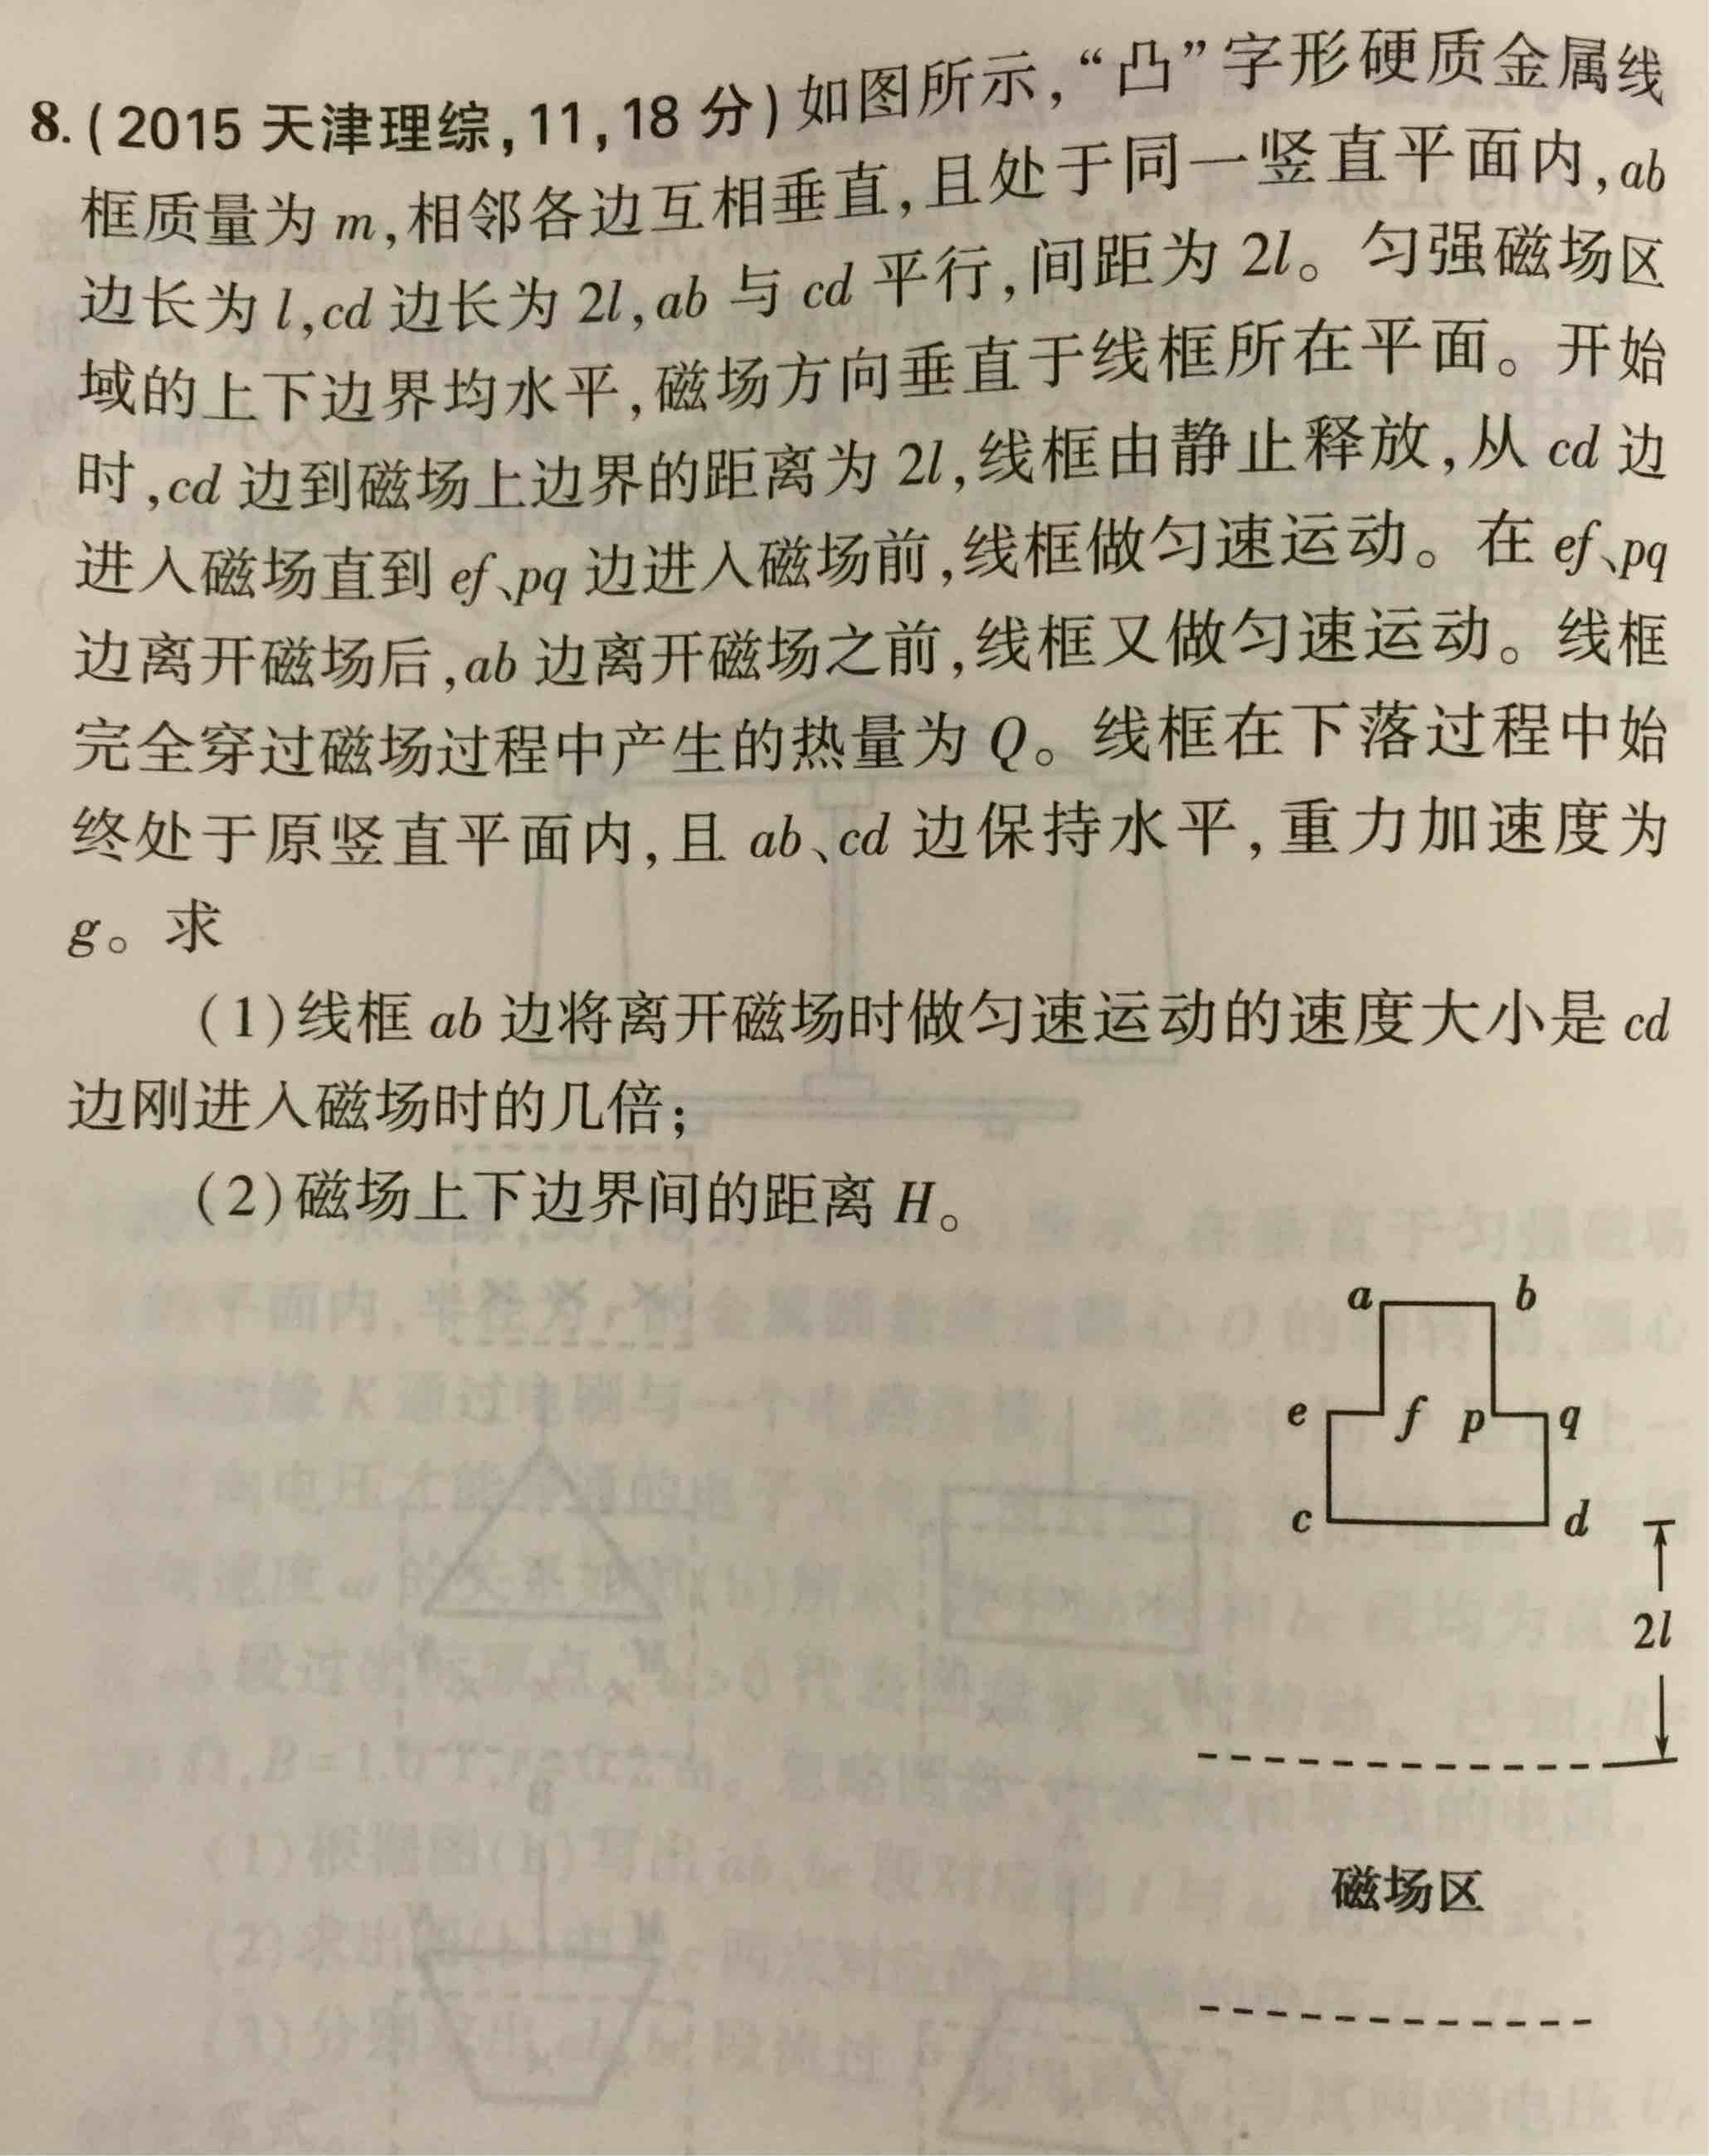 8. (2015 天津理综,11,18 分)如图所示,“凸”字形硬质金属线
框质量为 m,相邻各边互相垂直,且处于同一竖直平面内,ab
边长为 l,cd 边长为 2l,ab 与 cd 平行,间距为 2l。匀强磁场区
域的上下边界均水平,磁场方向垂直于线框所在平面。开始
时,cd 边到磁场上边界的距离为 2l,线框由静止释放,从 cd 边
进入磁场直到 ef、pq 边进入磁场前,线框做匀速运动。在 ef、pq
边离开磁场后,ab 边离开磁场之前,线框又做匀速运动。线框
完全穿过磁场过程中产生的热量为 Q。线框在下落过程中始
终处于原竖直平面内,且 ab、cd 边保持水平,重力加速度为
g。求
(1)线框 ab 边将离开磁场时做匀速运动的速度大小是 cd
边刚进入磁场时的几倍;
(2)磁场上下边界间的距离 H。
a b
e f p q
c d
2l
磁场区